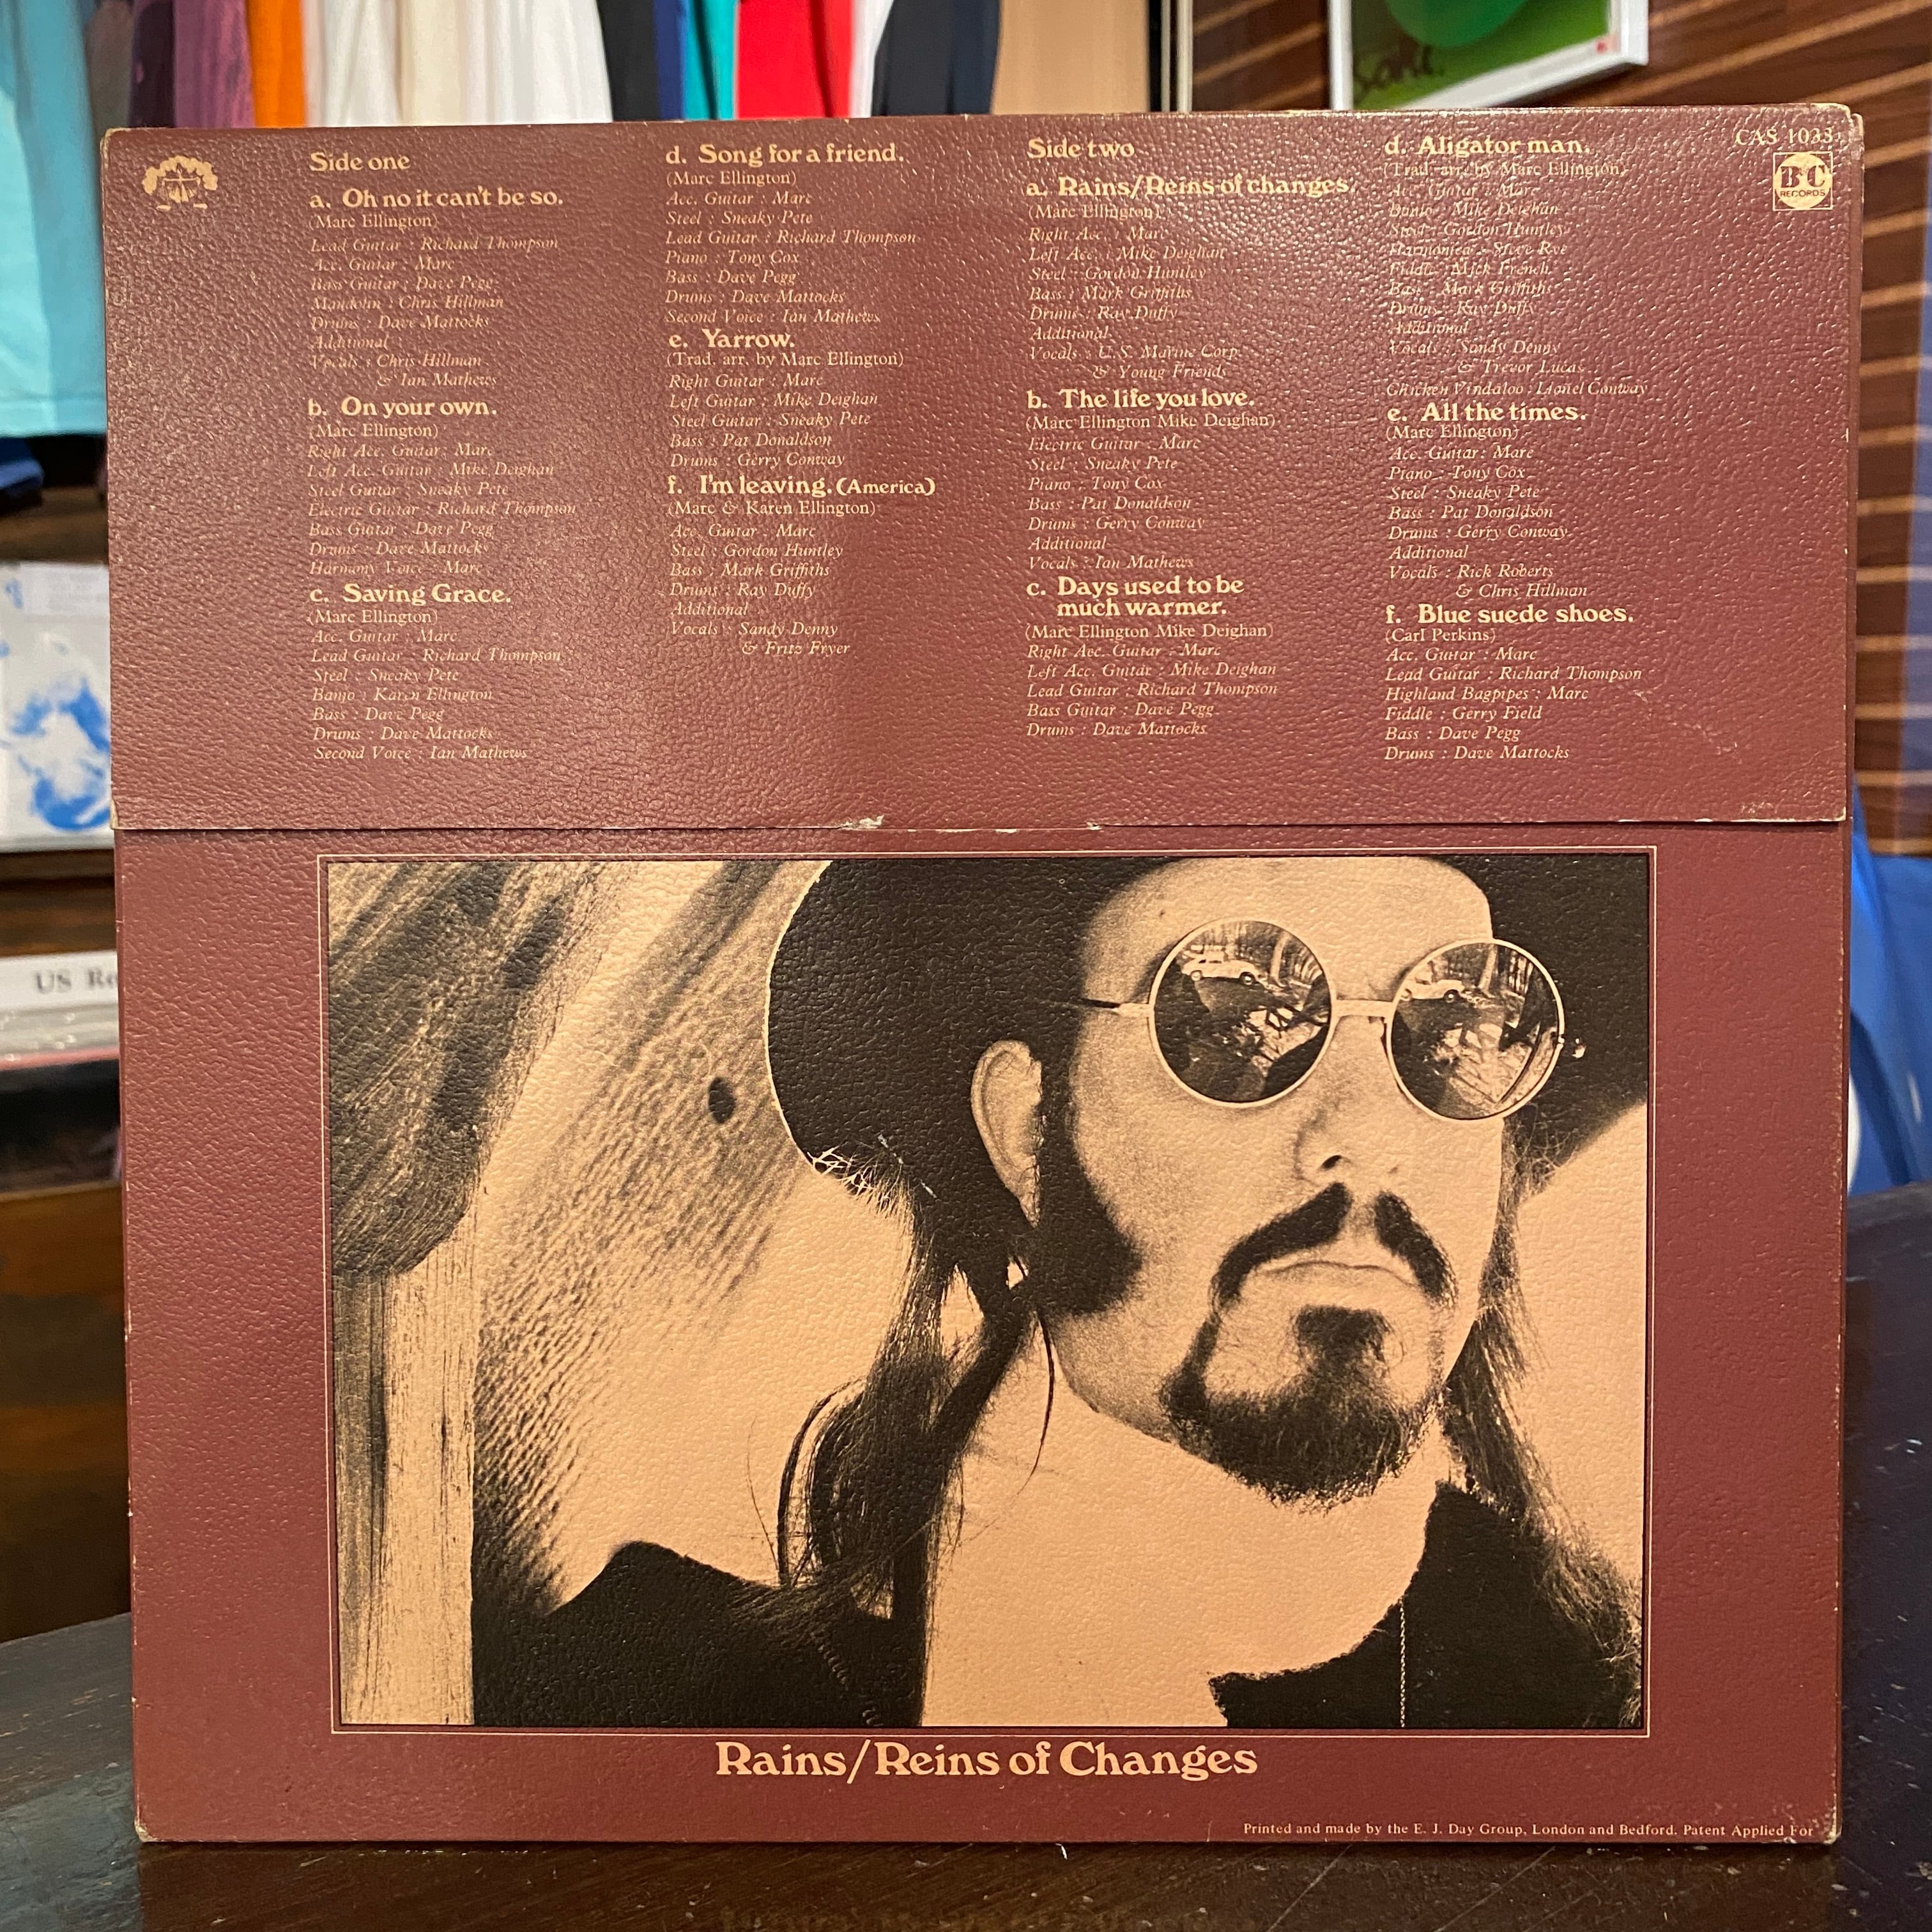 Sant.
US Ro
CAS 1033
B&C
RECORDS
Side one
a. Oh no it can't be so.
(Marc Ellington)
Lead Guitar : Richard Thompson
Acc. Guitar : Marc
Bass Guitar : Dave Pegg
Mandolin : Chris Hillman
Drums : Dave Mattocks
Additional
Vocals : Chris Hillman
& Ian Mathews
b. On your own.
(Marc Ellington)
Right Acc. Guitar : Marc
Left Acc. Guitar : Mike Deighan
Steel Guitar : Sneaky Pete
Electric Guitar : Richard Thompson
Bass Guitar : Dave Pegg
Drums : Dave Mattocks
Harmony Voice : Marc
c. Saving Grace.
(Marc Ellington)
Acc. Guitar : Marc
Lead Guitar : Richard Thompson
Steel : Sneaky Pete
Banjo : Karen Ellington
Bass : Dave Pegg
Drums : Dave Mattocks
Second Voice : Ian Mathews
d. Song for a friend.
(Marc Ellington)
Acc. Guitar : Marc
Steel : Sneaky Pete
Lead Guitar : Richard Thompson
Piano : Tony Cox
Bass : Dave Pegg
Drums : Dave Mattocks
Second Voice : Ian Mathews
e. Yarrow.
(Trad. arr. by Marc Ellington)
Right Guitar : Marc
Left Guitar : Mike Deighan
Steel Guitar : Sneaky Pete
Bass : Pat Donaldson
Drums : Gerry Conway
f. I'm leaving. (America)
(Marc & Karen Ellington)
Acc. Guitar : Marc
Steel : Gordon Huntley
Bass : Mark Griffiths
Drums : Ray Duffy
Additional
Vocals : Sandy Denny
& Fritz Fryer
Side two
a. Rains/Reins of changes.
(Marc Ellington)
Right Acc. : Marc
Left Acc. : Mike Deighan
Steel : Gordon Huntley
Bass : Mark Griffiths
Drums : Ray Duffy
Additional
Vocals : U.S. Marine Corp.
& Young Friends
b. The life you love.
(Marc Ellington Mike Deighan)
Electric Guitar : Marc
Steel : Sneaky Pete
Piano : Tony Cox
Bass : Pat Donaldson
Drums : Gerry Conway
Additional
Vocals : Ian Mathews
c. Days used to be
much warmer.
(Marc Ellington Mike Deighan)
Right Acc. Guitar : Marc
Left Acc. Guitar : Mike Deighan
Lead Guitar : Richard Thompson
Bass Guitar : Dave Pegg
Drums : Dave Mattocks
d. Aligator man.
(Trad. arr. by Marc Ellington)
Acc. Guitar : Marc
Banjo : Mike Deighan
Steel : Gordon Huntley
Harmonica : Steve Rye
Fiddle : Mick French
Bass : Mark Griffiths
Drums : Ray Duffy
Additional
Vocals : Sandy Denny
& Trevor Lucas
Chicken Vindaloo : Lionel Conway
e. All the times.
(Marc Ellington)
Acc. Guitar : Marc
Piano : Tony Cox
Steel : Sneaky Pete
Bass : Pat Donaldson
Drums : Gerry Conway
Additional
Vocals : Rick Roberts
& Chris Hillman
f. Blue suede shoes.
(Carl Perkins)
Acc. Guitar : Marc
Lead Guitar : Richard Thompson
Highland Bagpipes : Marc
Fiddle : Gerry Field
Bass : Dave Pegg
Drums : Dave Mattocks
Rains/Reins of Changes
Printed and made by the E. J. Day Group, London and Bedford. Patent Applied For